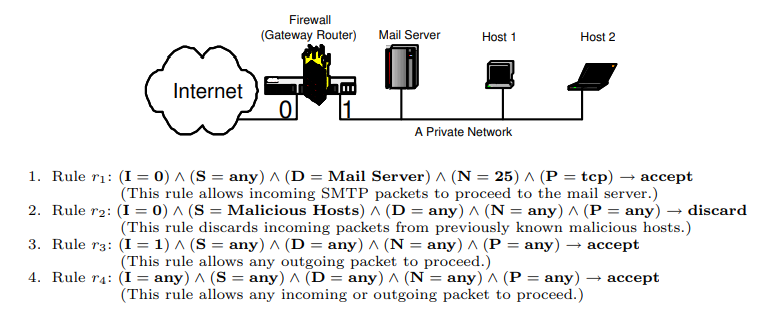 Firewall
(Gateway Router) Mail Server Host 1 Host 2
Internet
0 1
A Private Network
1. Rule r₁: (I = 0) ∧ (S = any) ∧ (D = Mail Server) ∧ (N = 25) ∧ (P = tcp) → accept
(This rule allows incoming SMTP packets to proceed to the mail server.)
2. Rule r₂: (I = 0) ∧ (S = Malicious Hosts) ∧ (D = any) ∧ (N = any) ∧ (P = any) → discard
(This rule discards incoming packets from previously known malicious hosts.)
3. Rule r₃: (I = 1) ∧ (S = any) ∧ (D = any) ∧ (N = any) ∧ (P = any) → accept
(This rule allows any outgoing packet to proceed.)
4. Rule r₄: (I = any) ∧ (S = any) ∧ (D = any) ∧ (N = any) ∧ (P = any) → accept
(This rule allows any incoming or outgoing packet to proceed.)